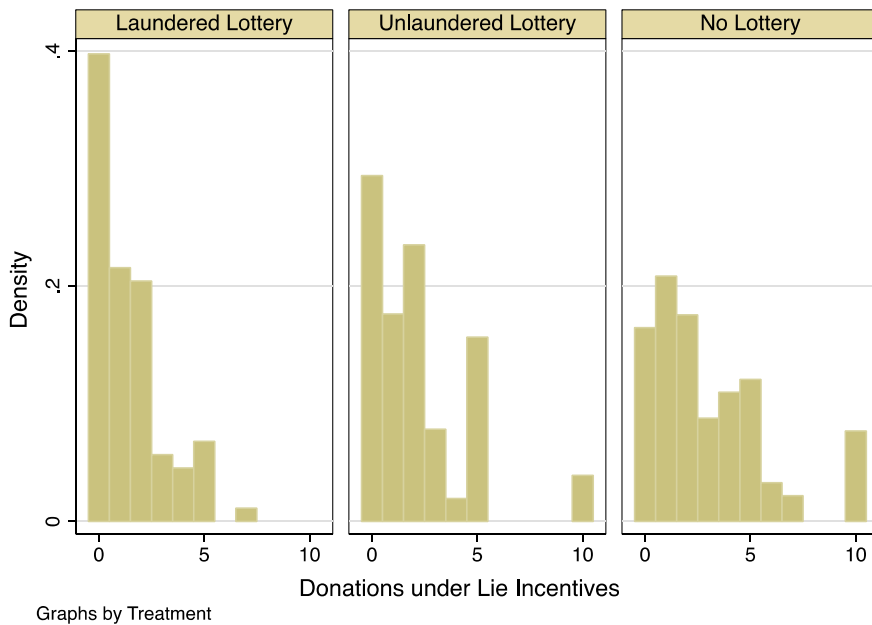 Laundered Lottery
Unlaundered Lottery
No Lottery
Density
.4
.2
0
0 5 10
0 5 10
0 5 10
Donations under Lie Incentives
Graphs by Treatment